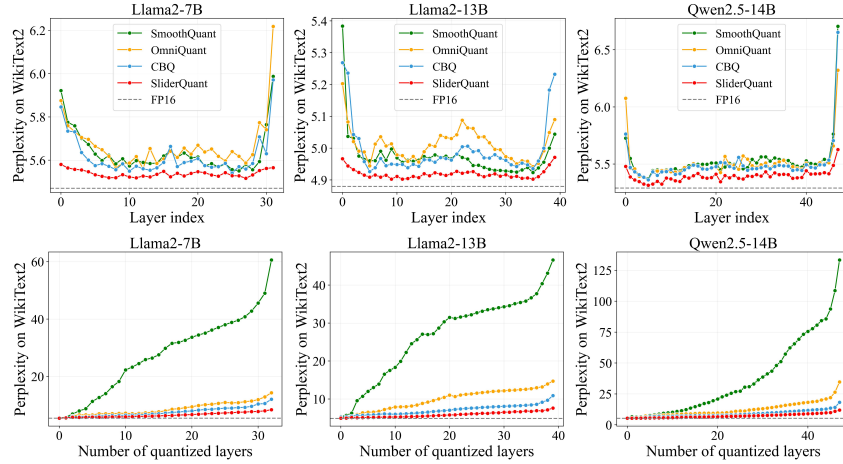 Llama2-7B
Perplexity on WikiText2
6.2
6.0
5.8
5.6
0
10
20
30
Layer index
SmoothQuant
OmniQuant
CBQ
SliderQuant
FP16
Llama2-13B
Perplexity on WikiText2
5.4
5.3
5.2
5.1
5.0
4.9
0
10
20
30
40
Layer index
SmoothQuant
OmniQuant
CBQ
SliderQuant
FP16
Qwen2.5-14B
Perplexity on WikiText2
6.5
6.0
5.5
0
20
40
Layer index
SmoothQuant
OmniQuant
CBQ
SliderQuant
FP16
Llama2-7B
Perplexity on WikiText2
60
40
20
0
10
20
30
Number of quantized layers
Llama2-13B
Perplexity on WikiText2
40
30
20
10
0
10
20
30
40
Number of quantized layers
Qwen2.5-14B
Perplexity on WikiText2
125
100
75
50
25
0
0
20
40
Number of quantized layers